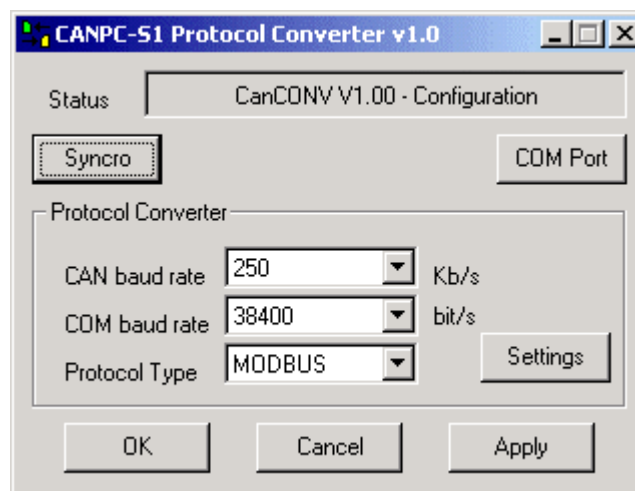 CANPC-S1 Protocol Converter v1.0
Status CanCONV V1.00 - Configuration
Syncro COM Port
Protocol Converter
CAN baud rate 250 Kb/s
COM baud rate 38400 bit/s
Protocol Type MODBUS Settings
OK Cancel Apply